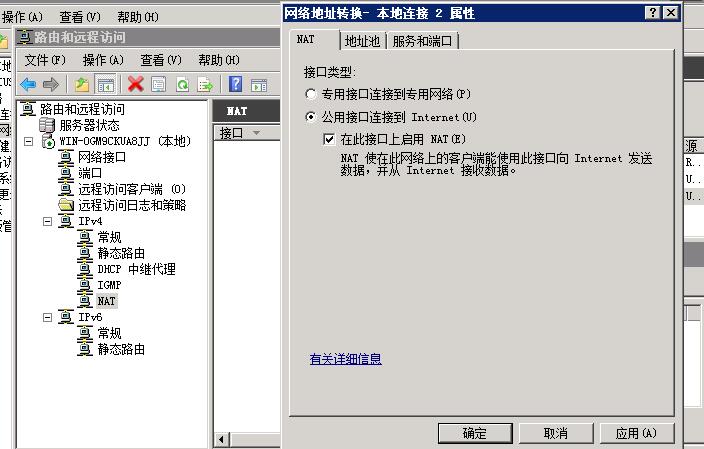 操作(A) 查看(V) 帮助(H)
路由和远程访问
文件(F) 操作(A) 查看(V) 帮助(H)
路由和远程访问
服务器状态
WIN-OGM9CKUA8JJ (本地)
网络接口
端口
远程访问客户端 (0)
远程访问日志和策略
IPv4
常规
静态路由
DHCP 中继代理
IGMP
NAT
IPv6
常规
静态路由
NAT
接口
网络地址转换- 本地连接 2 属性
NAT 地址池 服务和端口
接口类型:
专用接口连接到专用网络(P)
公用接口连接到 Internet(U)
在此接口上启用 NAT(E)
NAT 使在此网络上的客户端能使用此接口向 Internet 发送
数据,并从 Internet 接收数据。
有关详细信息
确定 取消 应用(A)
源
R...
U...
U...